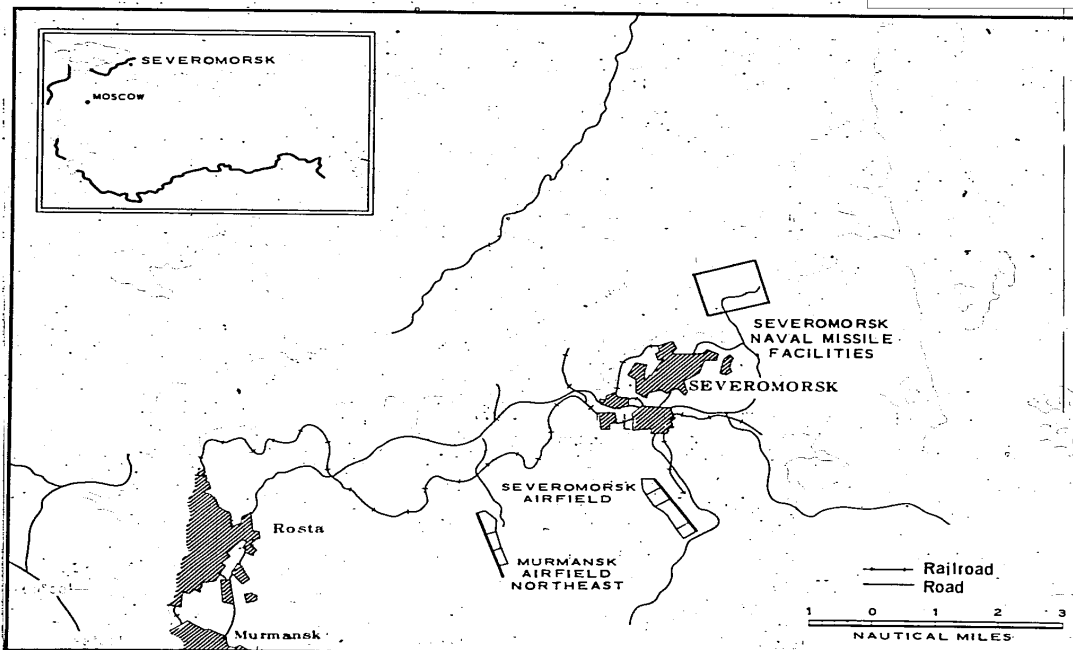 SEVEROMORSK
MOSCOW
SEVEROMORSK
NAVAL MISSILE
FACILITIES
SEVEROMORSK
SEVEROMORSK
AIRFIELD
Rosta
MURMANSK
AIRFIELD
NORTHEAST
Railroad
Road
1 0 1 2 3
NAUTICAL MILES
Murmansk